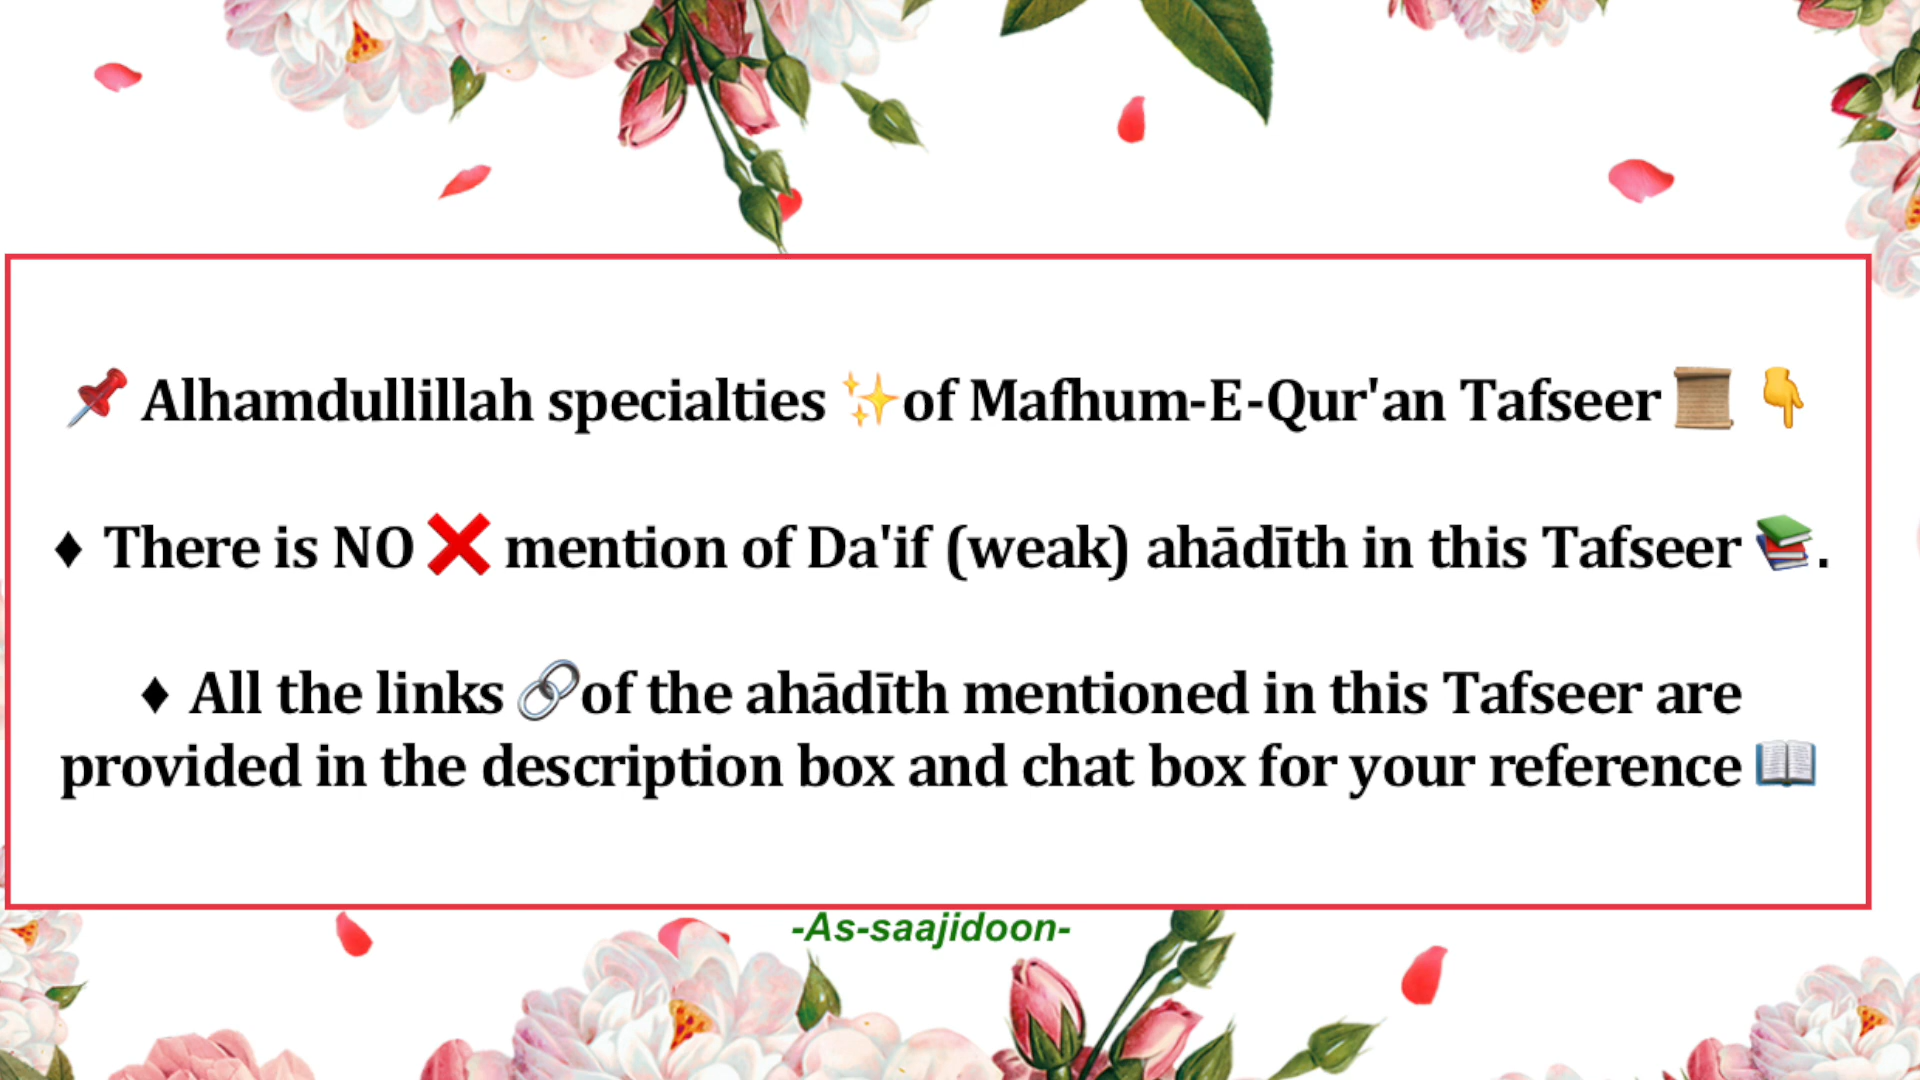 📌 Alhamdullillah specialties ✨of Mafhum-E-Qur'an Tafseer 📜 👇
♦ There is NO ❌ mention of Da'if (weak) ahādīth in this Tafseer 📚.
♦ All the links 🔗of the ahādīth mentioned in this Tafseer are
provided in the description box and chat box for your reference 📖
-As-saajidoon-